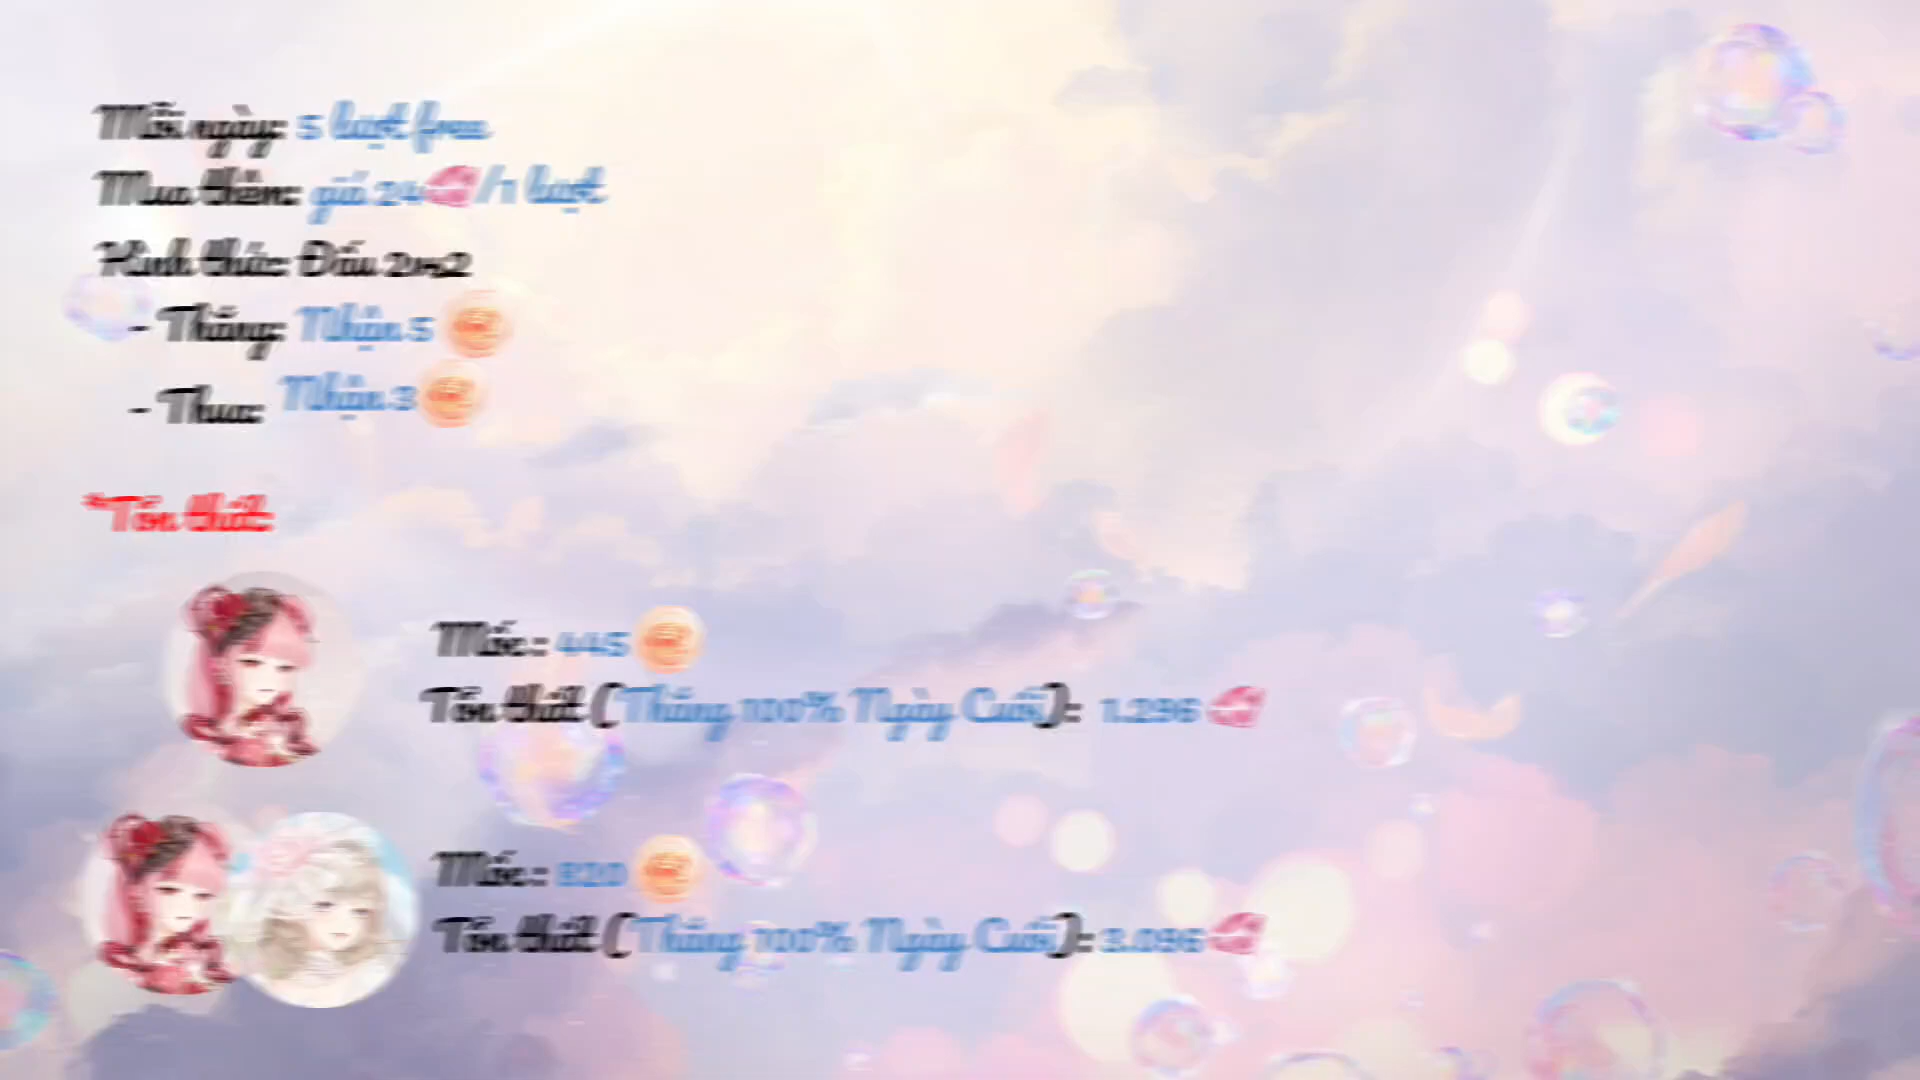 Mỗi ngày: 5 lượt free
Mua thêm: giá 24 /1 lượt
Hình thức: Đấu 2vs2
- Thắng: Nhận 5
- Thua: Nhận 3
*Tổn thất:
Mốc : 445
Tổn thất (Thắng 100% Ngày Cuối): 1.296
Mốc : 820
Tổn thất (Thắng 100% Ngày Cuối): 3.096